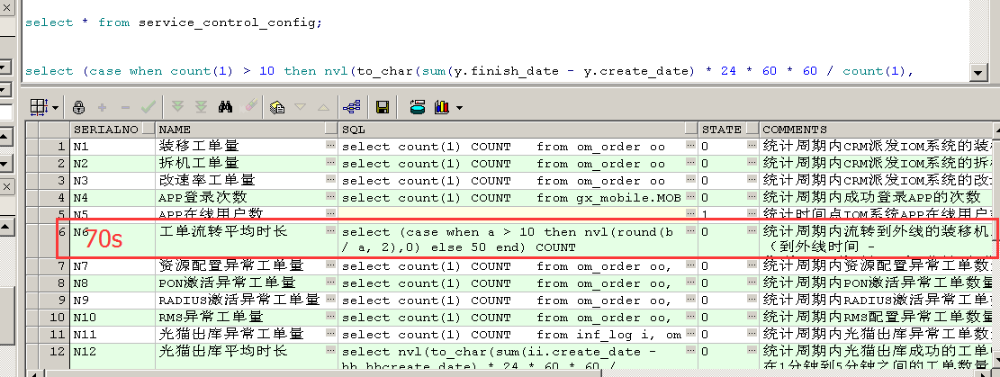 select * from service_control_config;
select (case when count(1) > 10 then nvl(to_char(sum(y.finish_date - y.create_date) * 24 * 60 * 60 / count(1),
SERIALNO NAME SQL STATE COMMENTS
1 N1 装移工单量 select count(1) COUNT from om_order oo 0 统计周期内CRM派发IOM系统的装移
2 N2 拆机工单量 select count(1) COUNT from om_order oo 0 统计周期内CRM派发IOM系统的拆机
3 N3 改速率工单量 select count(1) COUNT from om_order oo 0 统计周期内CRM派发IOM系统的改
4 N4 APP登录次数 select count(1) COUNT from gx_mobile.MOB 0 统计周期内成功登录APP的次数
5 N5 APP在线用户数 1 统计时间点IOM系统APP在线用户
6 N6 70s 工单流转平均时长 select (case when a > 10 then nvl(round(b 0 统计周期内流转到外线的装移机
/ a, 2),0) else 50 end) COUNT (到外线时间 -
7 N7 资源配置异常工单量 select count(1) COUNT from om_order oo, 0 统计周期内资源配置异常工单数
8 N8 PON激活异常工单量 select count(1) COUNT from om_order oo, 0 统计周期内PON激活异常工单数量
9 N9 RADIUS激活异常工单量 select count(1) COUNT from om_order oo, 0 统计周期内RADIUS激活异常工单
10 N10 RMS异常工单量 select count(1) COUNT from om_order oo, 0 统计周期内RMS配置异常工单数量
11 N11 光猫出库异常工单量 select count(1) COUNT from inf_log i, om 0 统计周期内光猫出库异常工单数
12 N12 光猫出库平均时长 select nvl(to_char(sum(ii.create_date - 0 统计周期内光猫出库成功的工单
hh.hhcreate_date) * 24 * 60 * 60 / 在1分钟到5分钟之间的工单数量